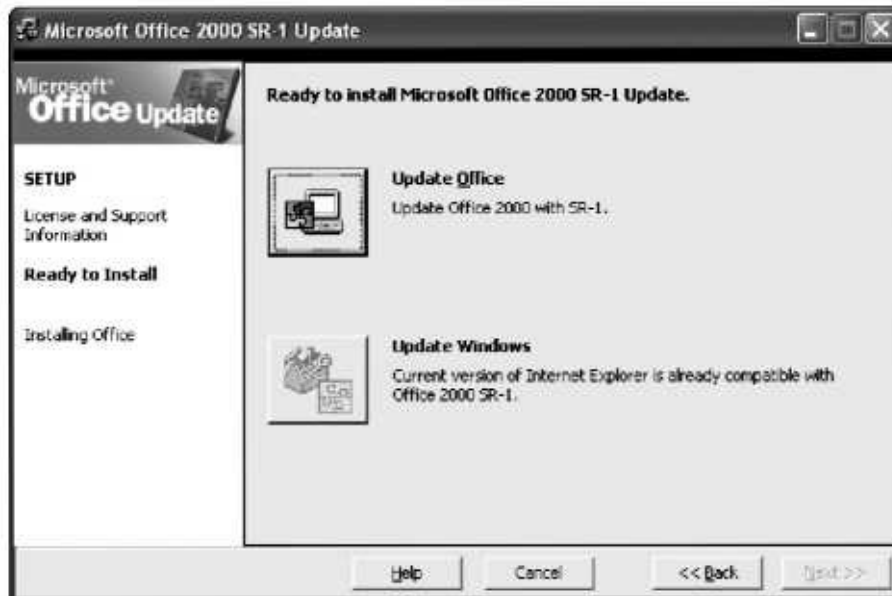 Microsoft Office 2000 SR-1 Update
Microsoft
Office Update
Ready to install Microsoft Office 2000 SR-1 Update.
SETUP
License and Support
Information
Ready to Install
Installing Office
Update Office
Update Office 2000 with SR-1.
Update Windows
Current version of Internet Explorer is already compatible with
Office 2000 SR-1.
Help
Cancel
<< Back
Next >>